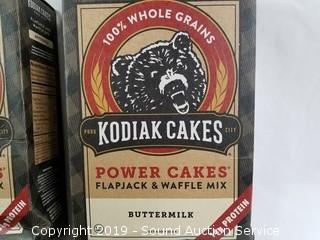 100% WHOLE GRAINS
PARK CITY
KODIAK CAKES
POWER CAKES
FLAPJACK & WAFFLE MIX
BUTTERMILK
PROTEIN
PROTEIN
Copyright 2019 - Sound Auction Service